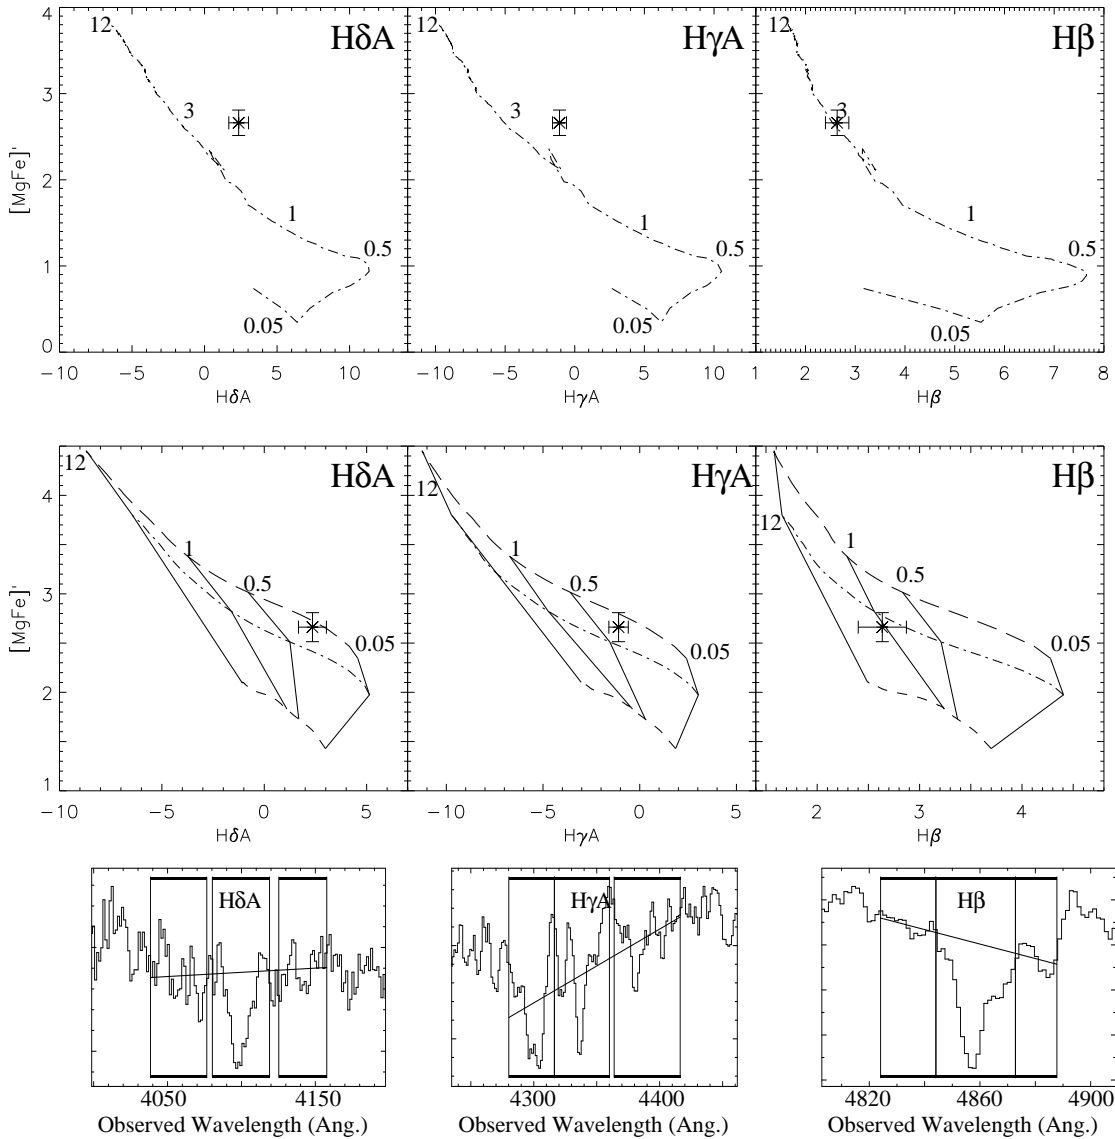 4
3
2
1
0
[MgFe]'
12
HδA
3
1
0.5
0.05
−10 −5 0 5 10
HδA
12
HγA
3
1
0.5
0.05
−10 −5 0 5 10
HγA
12
Hβ
3
1
0.5
0.05
1 2 3 4 5 6 7 8
Hβ
4
3
2
1
[MgFe]'
12
HδA
1
0.5
0.05
−10 −5 0 5
HδA
12
HγA
1
0.5
0.05
−10 −5 0 5
HγA
12
Hβ
1
0.5
0.05
2 3 4
Hβ
HδA
4050 4150
Observed Wavelength (Ang.)
HγA
4300 4400
Observed Wavelength (Ang.)
Hβ
4820 4860 4900
Observed Wavelength (Ang.)